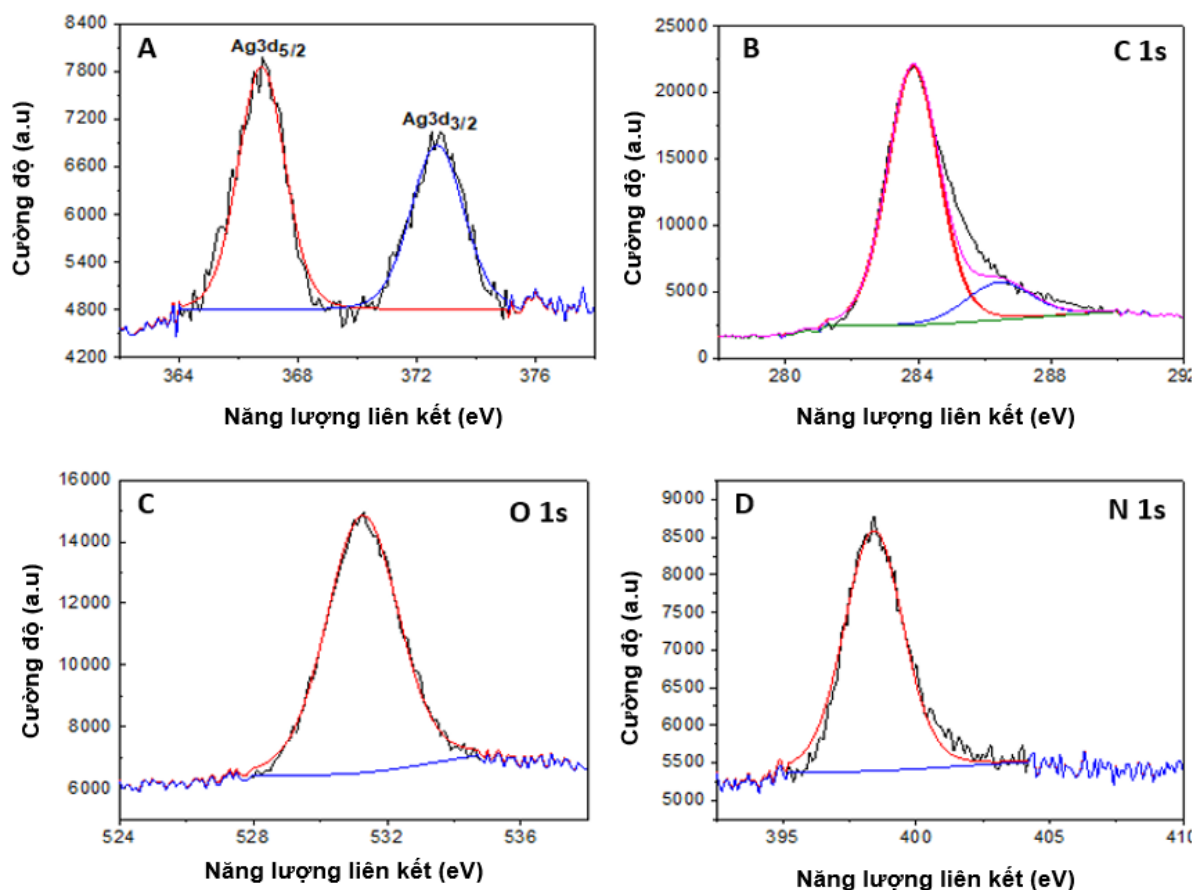 A
Ag3d5/2
Ag3d3/2
8400
7800
7200
6600
6000
5400
4800
4200
364
368
372
376
Cường độ (a.u)
Năng lượng liên kết (eV)
B
C 1s
25000
20000
15000
10000
5000
0
280
284
288
292
Cường độ (a.u)
Năng lượng liên kết (eV)
C
O 1s
16000
14000
12000
10000
8000
6000
524
528
532
536
Cường độ (a.u)
Năng lượng liên kết (eV)
D
N 1s
9000
8500
8000
7500
7000
6500
6000
5500
5000
395
400
405
410
Cường độ (a.u)
Năng lượng liên kết (eV)